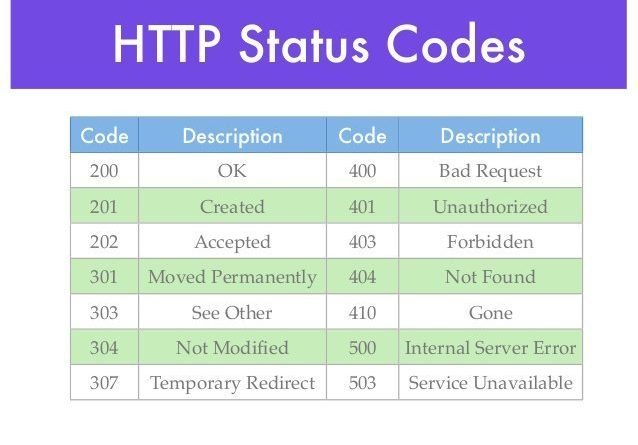 HTTP Status Codes
Code Description Code Description
200 OK 400 Bad Request
201 Created 401 Unauthorized
202 Accepted 403 Forbidden
301 Moved Permanently 404 Not Found
303 See Other 410 Gone
304 Not Modified 500 Internal Server Error
307 Temporary Redirect 503 Service Unavailable